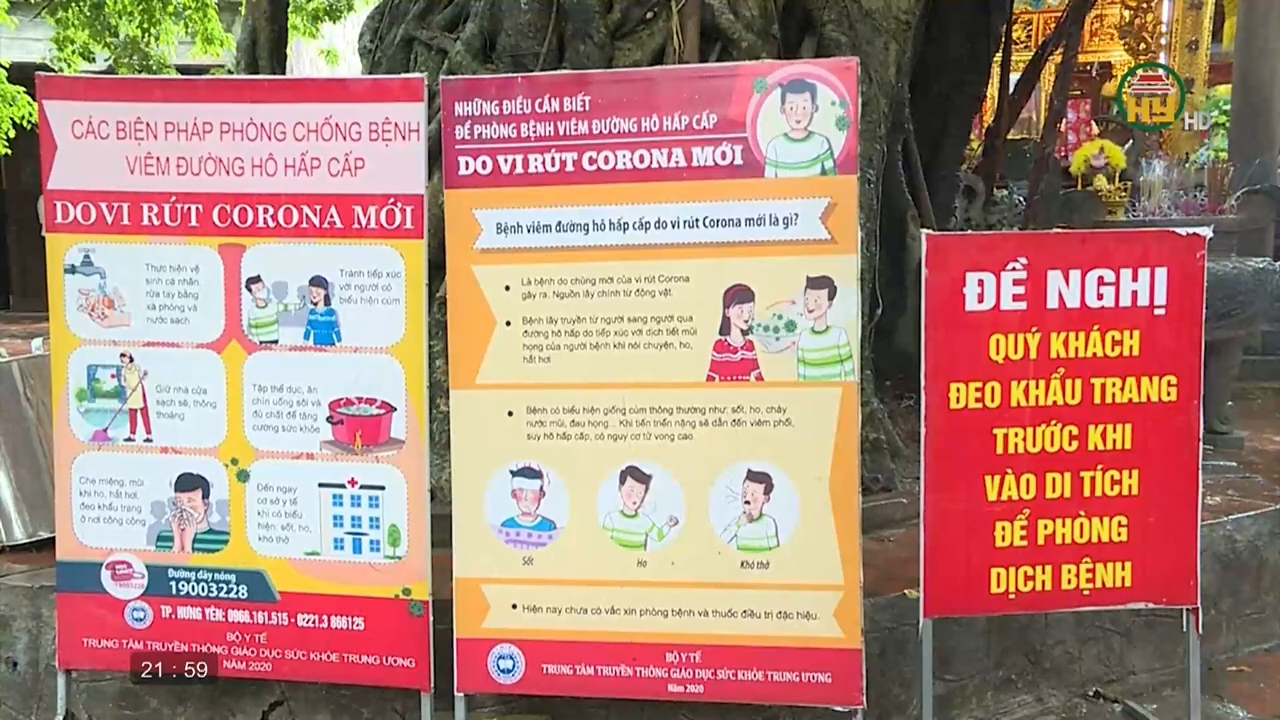 CÁC BIỆN PHÁP PHÒNG CHỐNG BỆNH
VIÊM ĐƯỜNG HÔ HẤP CẤP
DO VI RÚT CORONA MỚI
Thực hiện vệ
sinh cá nhân,
rửa tay bằng
xà phòng và
nước sạch
Tránh tiếp xúc
với người có
biểu hiện cúm
Giữ nhà cửa
sạch sẽ, thông
thoáng
Tập thể dục, ăn
chín uống sôi và
đủ chất để tăng
cường sức khỏe
Che miệng, mũi
khi ho, hắt hơi,
đeo khẩu trang
ở nơi công cộng
Đến ngay
cơ sở y tế
khi có biểu
hiện: sốt, ho,
khó thở
19003228
Đường dây nóng
19003228
TP. HƯNG YÊN: 0966.161.515 - 0221.3 866125
BỘ Y TẾ
TRUNG TÂM TRUYỀN THÔNG GIÁO DỤC SỨC KHỎE TRUNG ƯƠNG
NĂM 2020
21 : 59
NHỮNG ĐIỀU CẦN BIẾT
ĐỂ PHÒNG BỆNH VIÊM ĐƯỜNG HÔ HẤP CẤP
DO VI RÚT CORONA MỚI
Bệnh viêm đường hô hấp cấp do vi rút Corona mới là gì?
• Là bệnh do chủng mới của vi rút Corona
gây ra. Nguồn lây chính từ động vật.
• Bệnh lây truyền từ người sang người qua
đường hô hấp do tiếp xúc với dịch tiết mũi
họng của người bệnh khi nói chuyện, ho,
hắt hơi
• Bệnh có biểu hiện giống cúm thông thường như: sốt, ho, chảy
nước mũi, đau họng... Khi tiến triển nặng sẽ dẫn đến viêm phổi,
suy hô hấp, có nguy cơ tử vong cao.
Sốt
Ho
Khó thở
• Hiện nay chưa có vắc xin phòng bệnh và thuốc điều trị đặc hiệu.
BỘ Y TẾ
TRUNG TÂM TRUYỀN THÔNG GIÁO DỤC SỨC KHỎE TRUNG ƯƠNG
Năm 2020
HY HD
ĐỀ NGHỊ
QUÝ KHÁCH
ĐEO KHẨU TRANG
TRƯỚC KHI
VÀO DI TÍCH
ĐỂ PHÒNG
DỊCH BỆNH